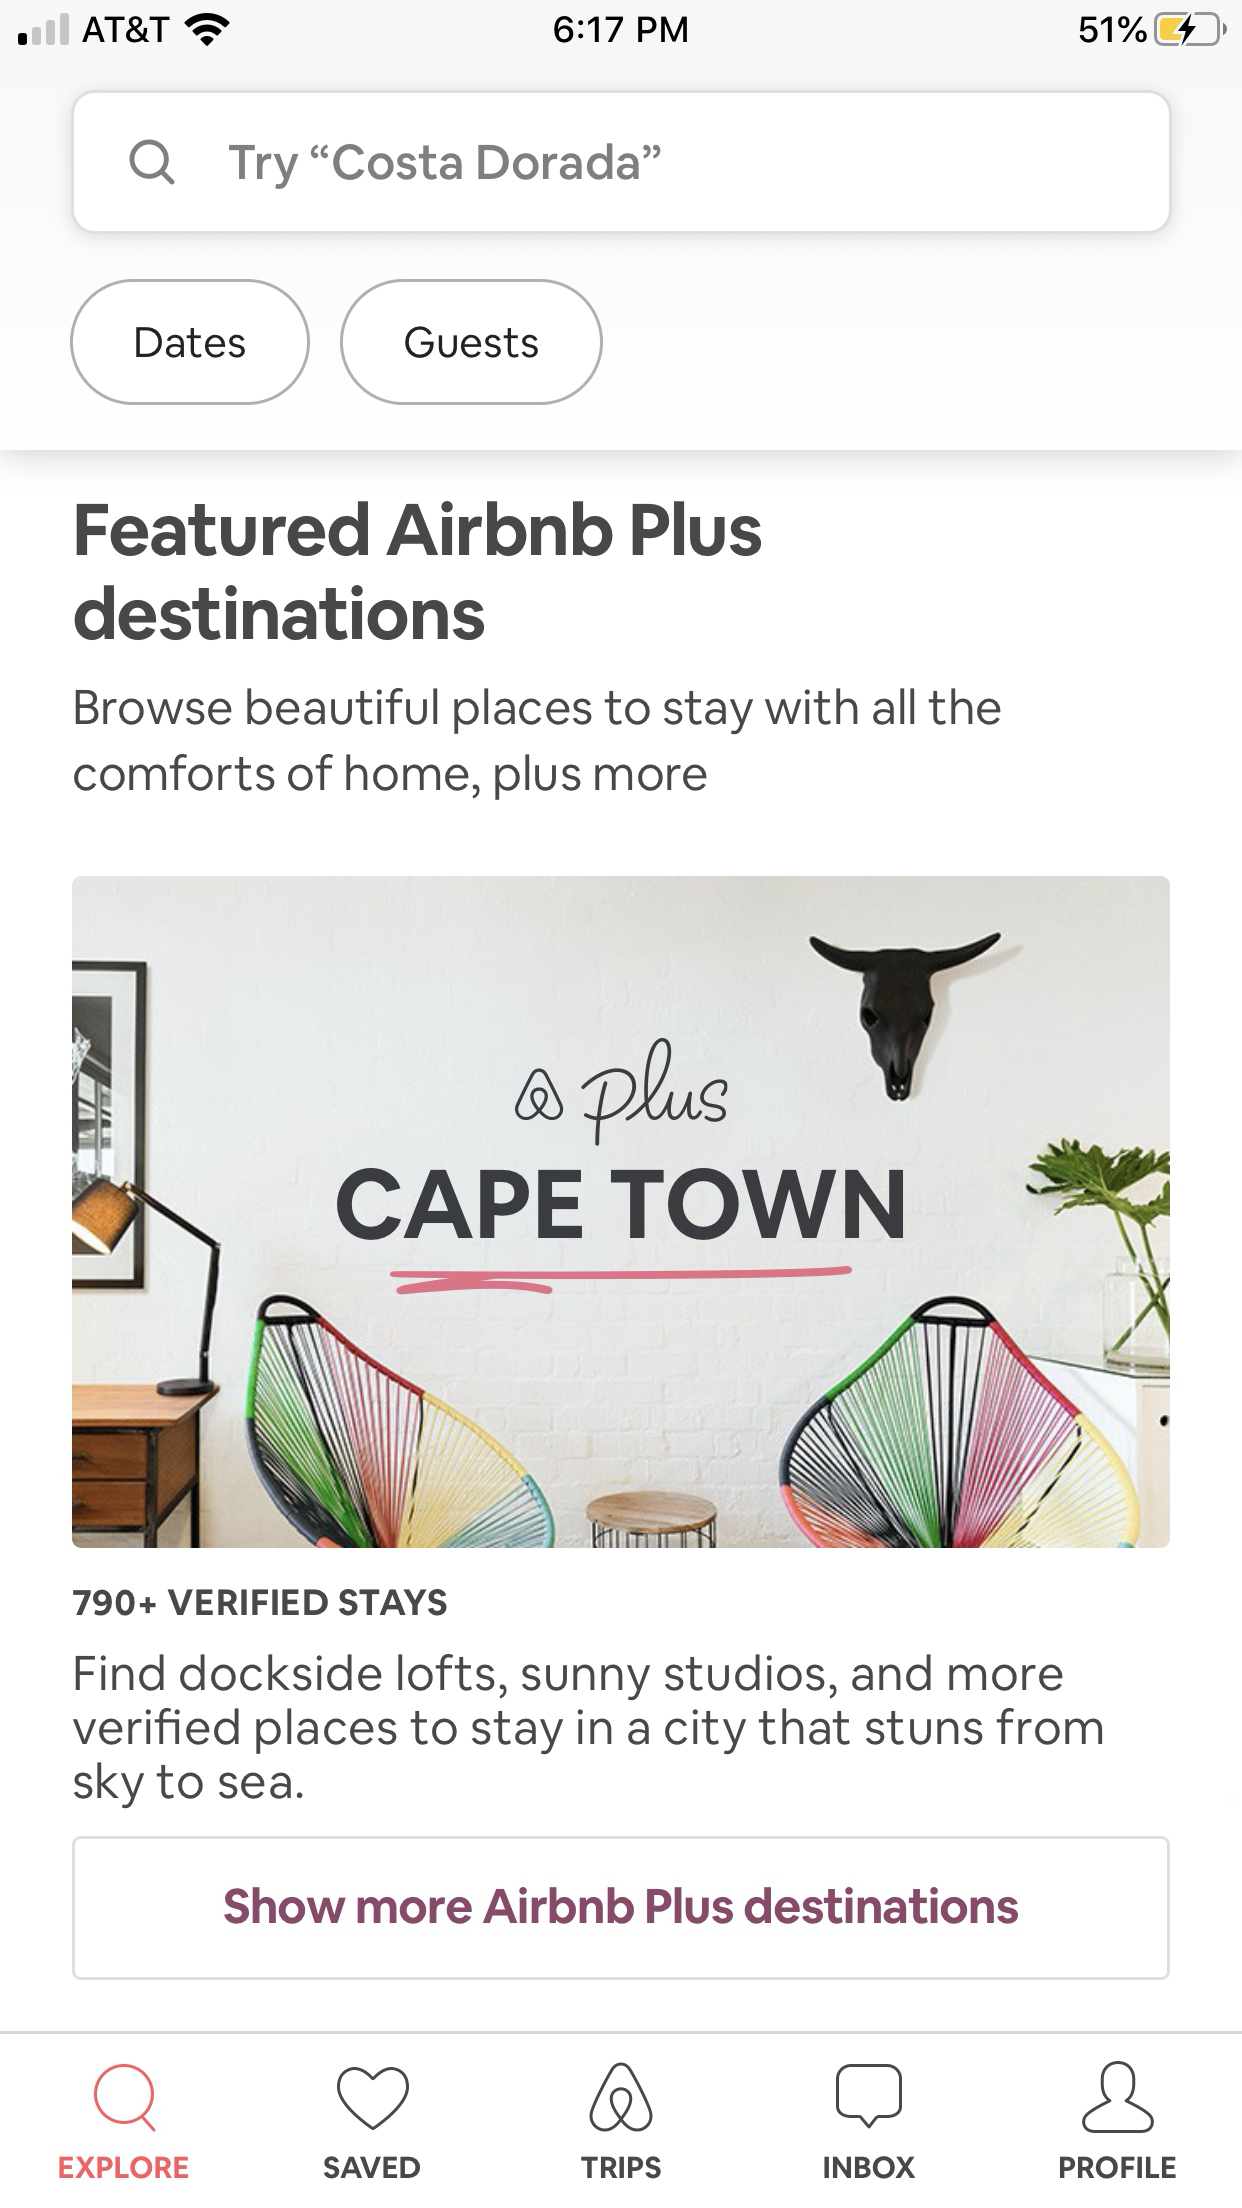 AT&T 6:17 PM 51%
Try “Costa Dorada”
Dates Guests
Featured Airbnb Plus
destinations
Browse beautiful places to stay with all the
comforts of home, plus more
plus
CAPE TOWN
790+ VERIFIED STAYS
Find dockside lofts, sunny studios, and more
verified places to stay in a city that stuns from
sky to sea.
Show more Airbnb Plus destinations
EXPLORE SAVED TRIPS INBOX PROFILE